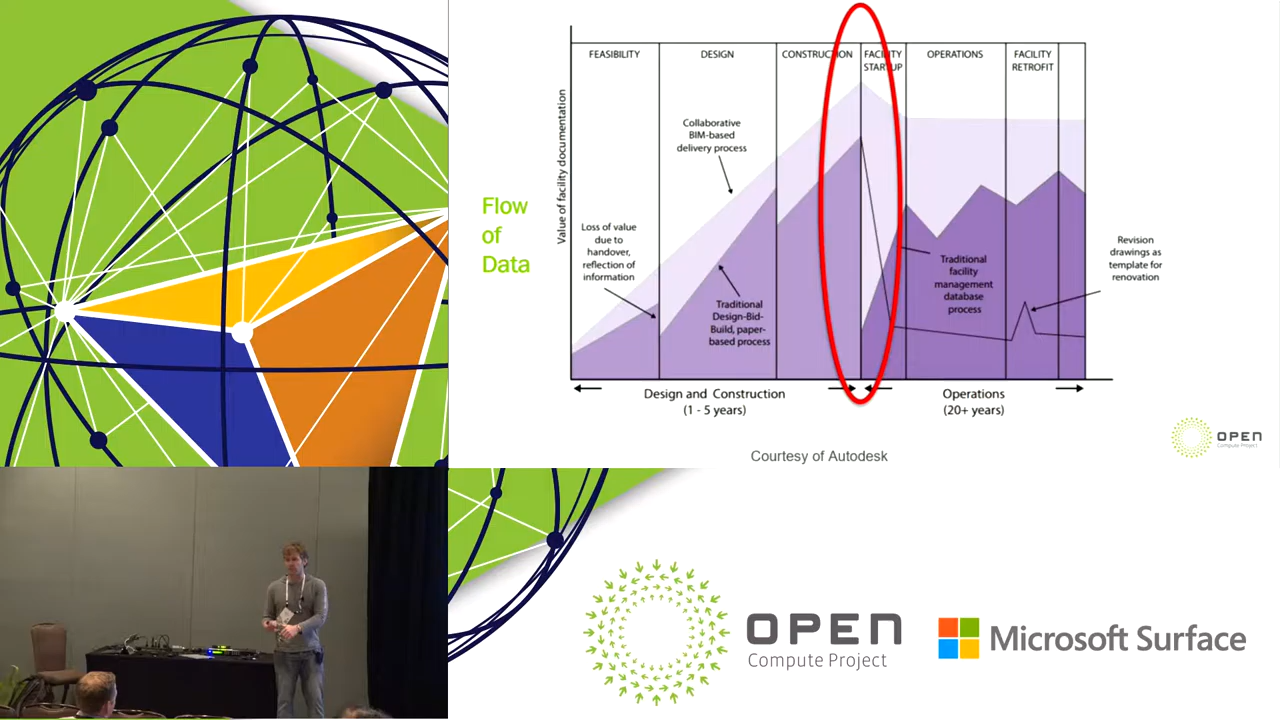 Flow
of
Data
FEASIBILITY
DESIGN
CONSTRUCTION
FACILITY
STARTUP
OPERATIONS
FACILITY
RETROFIT
Value of facility documentation
Collaborative
BIM-based
delivery process
Loss of value
due to
handover,
reflection of
information
Traditional
Design-Bid-
Build, paper-
based process
Traditional
facility
management
database
process
Revision
drawings as
template for
renovation
Design and Construction
(1 - 5 years)
Operations
(20+ years)
Courtesy of Autodesk
OPEN
Compute Project
OPEN
Compute Project
Microsoft Surface